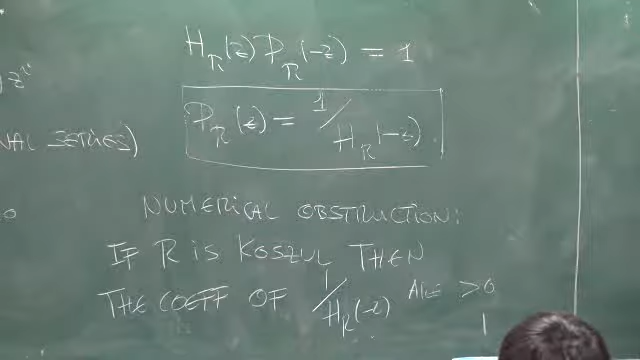 H_R(z) P_R(-z) = 1
z^n
P_R(z) = 1/H_R(-z)
NAL SERIES)
NUMERICAL OBSTRUCTION:
IF R IS KOSZUL THEN
THE COEFF OF 1/H_R(-z) ARE >0